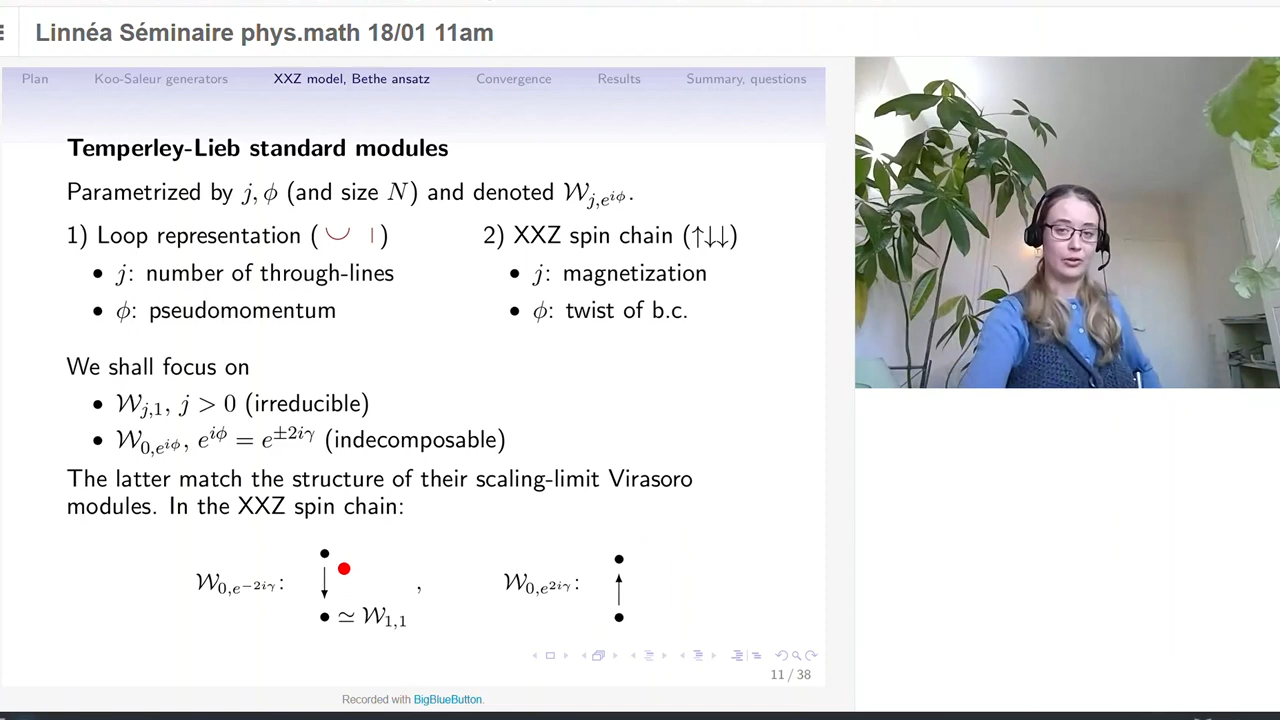 Linnéa Séminaire phys.math 18/01 11am
Plan Koo-Saleur generators XXZ model, Bethe ansatz Convergence Results Summary, questions
Temperley-Lieb standard modules
Parametrized by j, ϕ (and size N) and denoted 𝒲_{j,e^{iϕ}}.
1) Loop representation ( ◡ | )
• j: number of through-lines
• ϕ: pseudomomentum
2) XXZ spin chain (↑↓↓)
• j: magnetization
• ϕ: twist of b.c.
We shall focus on
• 𝒲_{j,1}, j > 0 (irreducible)
• 𝒲_{0,e^{iϕ}}, e^{iϕ} = e^{±2iγ} (indecomposable)
The latter match the structure of their scaling-limit Virasoro
modules. In the XXZ spin chain:
𝒲_{0,e^{−2iγ}}: , 𝒲_{0,e^{2iγ}}:
≃ 𝒲_{1,1}
11 / 38
Recorded with BigBlueButton.